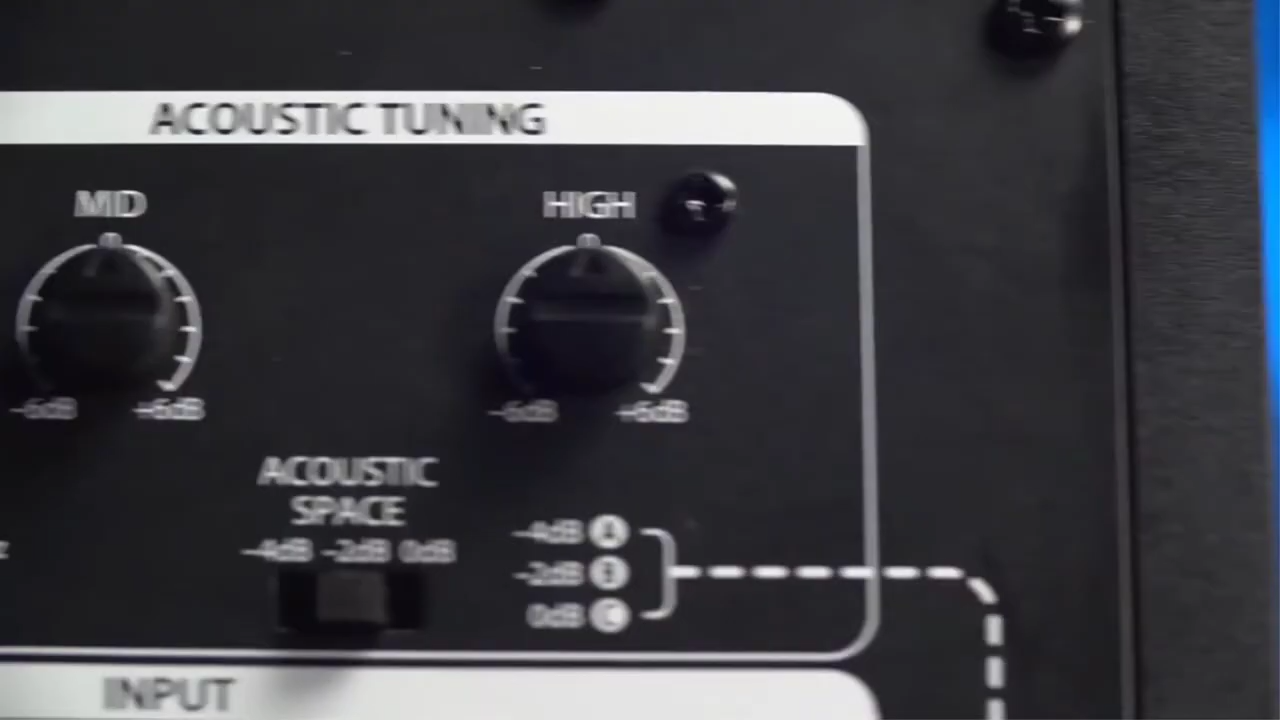 ACOUSTIC TUNING
MID
HIGH
-6dB +6dB
-6dB +6dB
ACOUSTIC
SPACE
-4dB -2dB 0dB
-4dB A
-2dB B
0dB C
INPUT